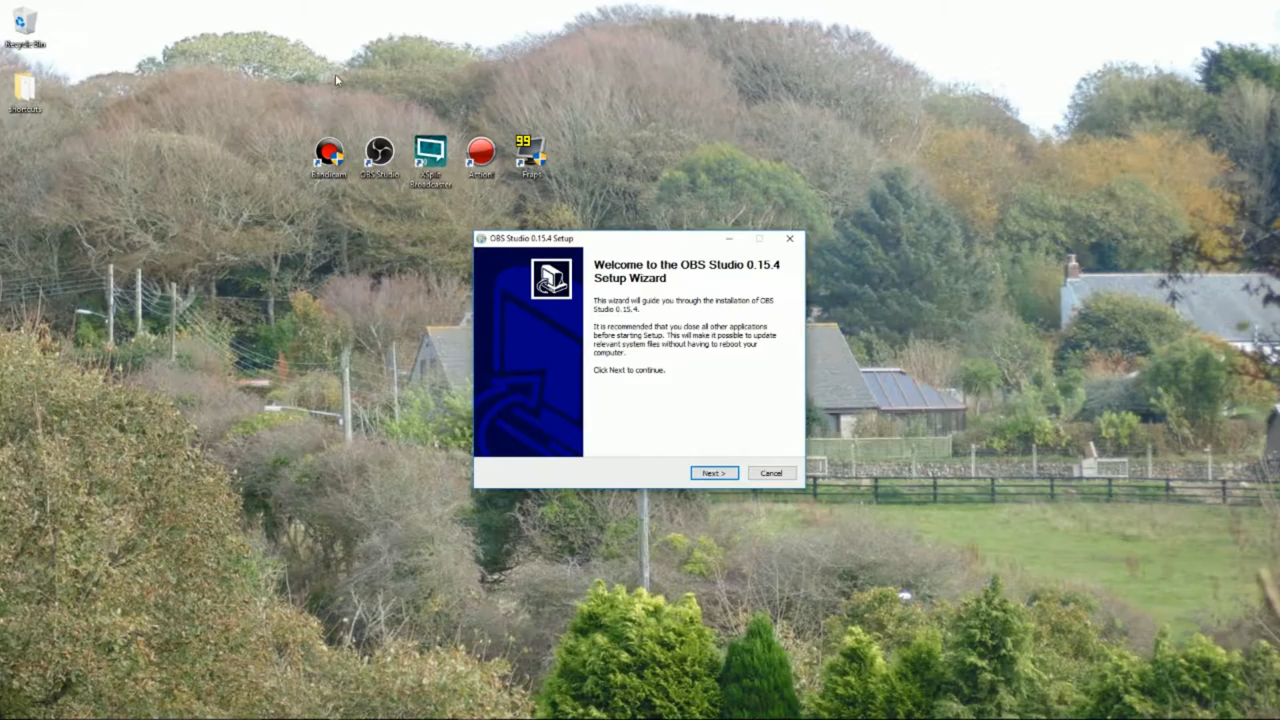 Recycle Bin
shortcuts
Bandicam
OBS Studio
XSplit
Broadcaster
Action!
99
Fraps
OBS Studio 0.15.4 Setup
Welcome to the OBS Studio 0.15.4
Setup Wizard
This wizard will guide you through the installation of OBS
Studio 0.15.4.
It is recommended that you close all other applications
before starting Setup. This will make it possible to update
relevant system files without having to reboot your
computer.
Click Next to continue.
Next >
Cancel